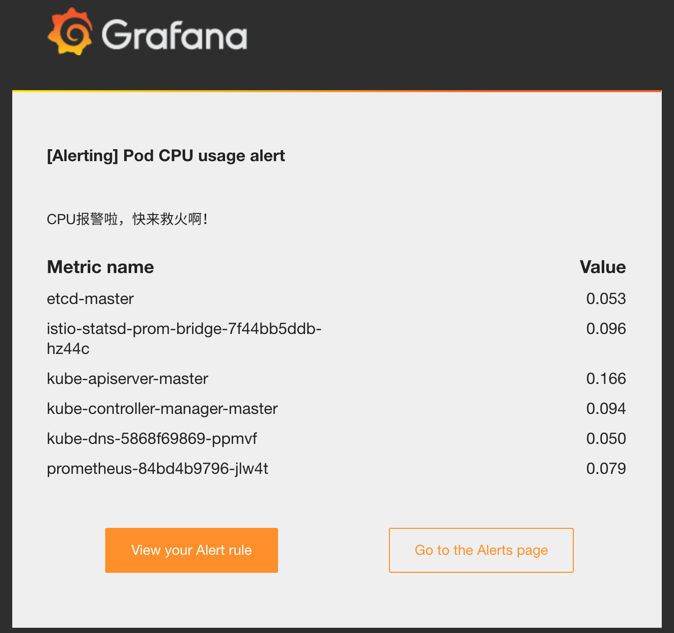 Grafana
[Alerting] Pod CPU usage alert
CPU报警啦，快来救火啊！
Metric name Value
etcd-master 0.053
istio-statsd-prom-bridge-7f44bb5ddb- 0.096
hz44c
kube-apiserver-master 0.166
kube-controller-manager-master 0.094
kube-dns-5868f69869-ppmvf 0.050
prometheus-84bd4b9796-jlw4t 0.079
View your Alert rule Go to the Alerts page